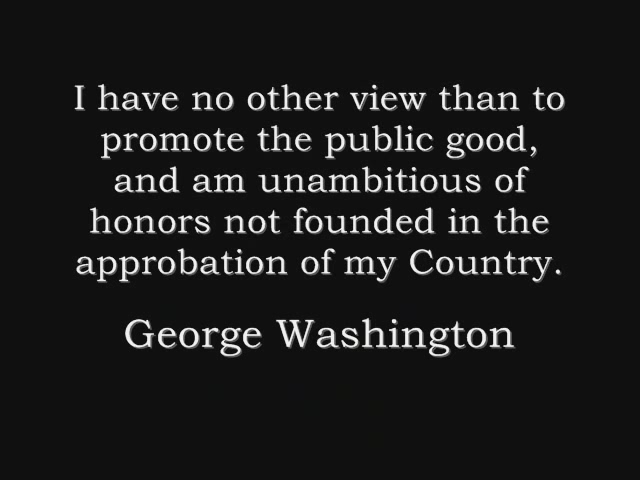 I have no other view than to
promote the public good,
and am unambitious of
honors not founded in the
approbation of my Country.
George Washington